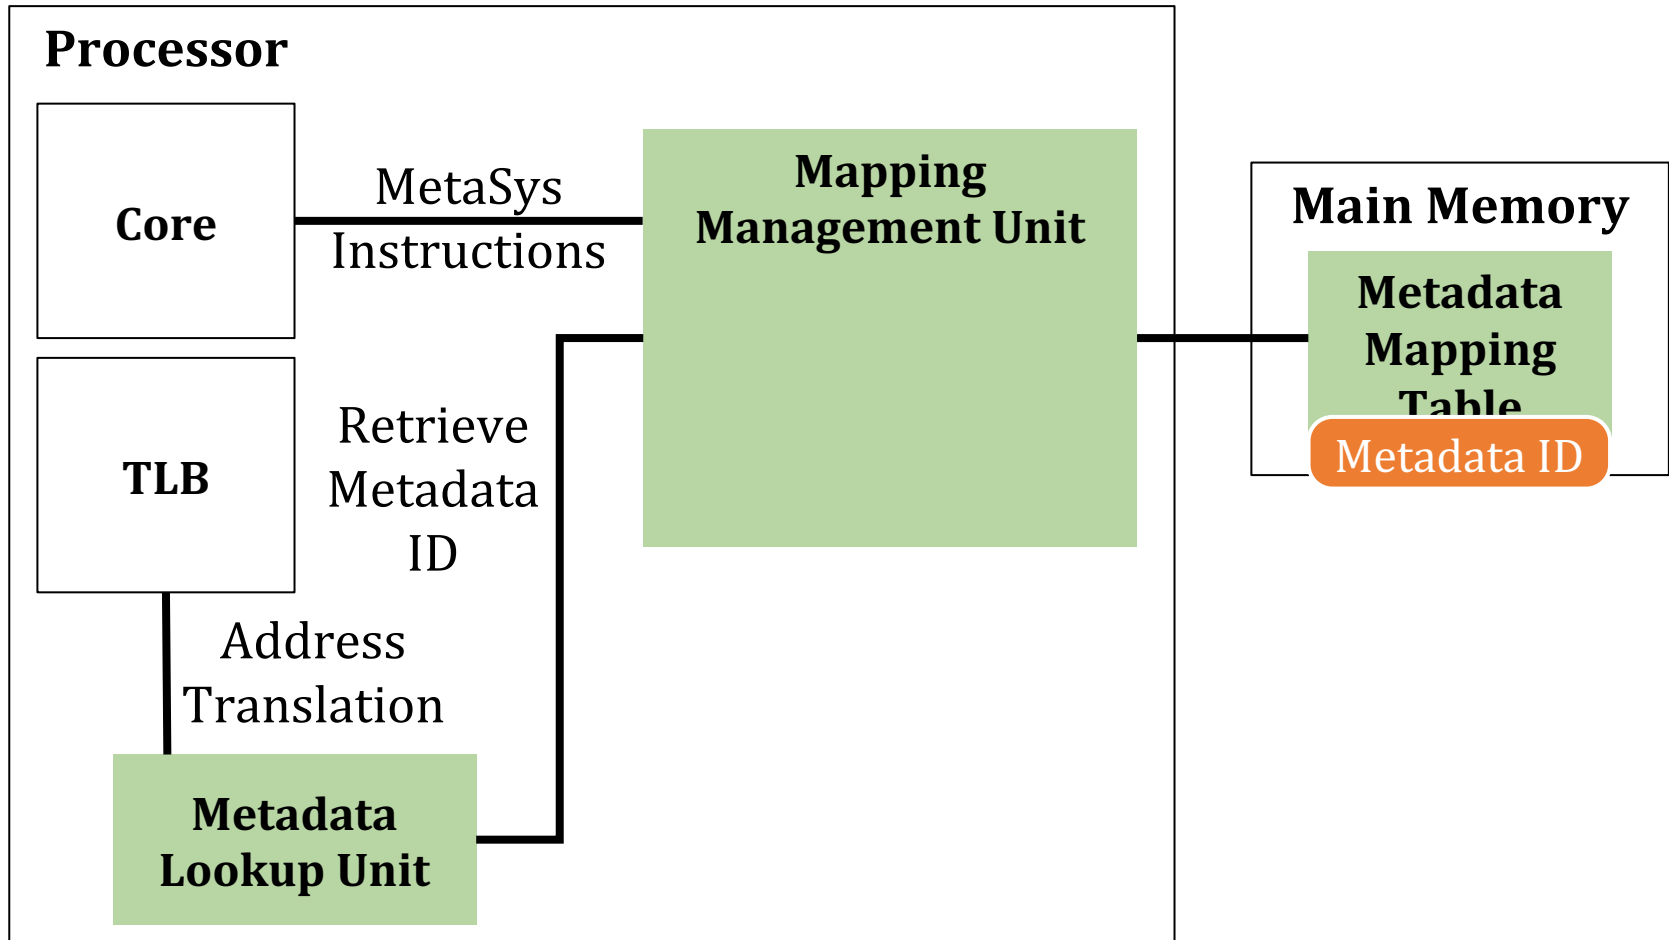 Processor
Core
MetaSys
Instructions
Mapping
Management Unit
Main Memory
Metadata
Mapping
Table
Metadata ID
TLB
Retrieve
Metadata
ID
Address
Translation
Metadata
Lookup Unit